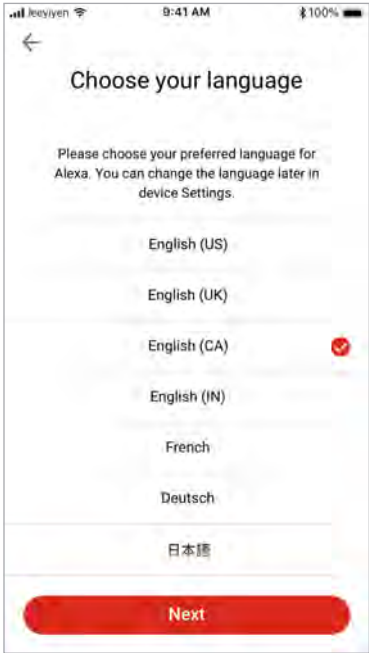 leeyiyen 9:41 AM 100%
Choose your language
Please choose your preferred language for
Alexa. You can change the language later in
device Settings.
English (US)
English (UK)
English (CA)
English (IN)
French
Deutsch
日本語
Next